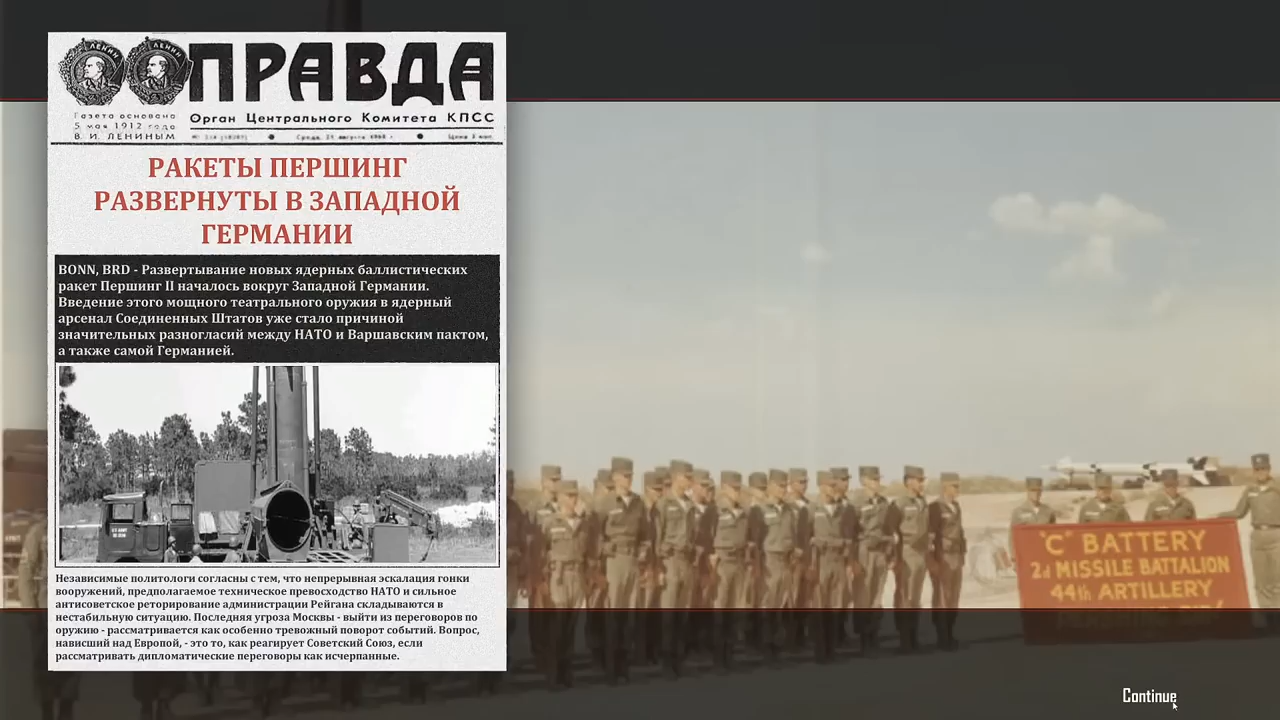 ПРАВДА
Газета основана
5 мая 1912 года
В. И. ЛЕНИНЫМ
Орган Центрального Комитета КПСС
РАКЕТЫ ПЕРШИНГ
РАЗВЕРНУТЫ В ЗАПАДНОЙ
ГЕРМАНИИ
BONN, BRD - Развертывание новых ядерных баллистических
ракет Першинг II началось вокруг Западной Германии.
Введение этого мощного театрального оружия в ядерный
арсенал Соединенных Штатов уже стало причиной
значительных разногласий между НАТО и Варшавским пактом,
а также самой Германией.
Независимые политологи согласны с тем, что непрерывная эскалация гонки
вооружений, предполагаемое техническое превосходство НАТО и сильное
антисоветское реторирование администрации Рейгана складываются в
нестабильную ситуацию. Последняя угроза Москвы - выйти из переговоров по
оружию - рассматривается как особенно тревожный поворот событий. Вопрос,
нависший над Европой, - это то, как реагирует Советский Союз, если
рассматривать дипломатические переговоры как исчерпанные.
"C" BATTERY
2d MISSILE BATTALION
44th ARTILLERY
Continue